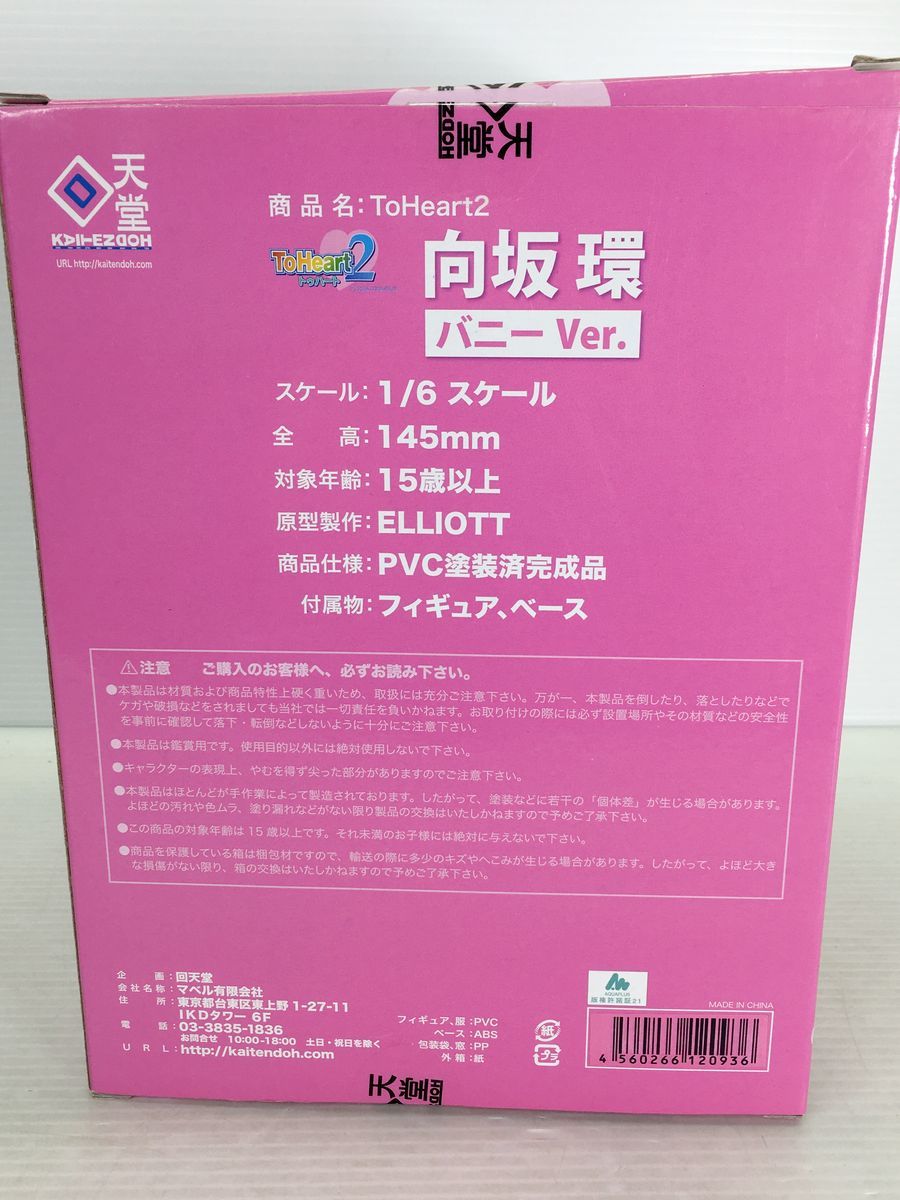 天堂
KAITENDOH
天堂
KAITENDOH
URL http://kaitendoh.com
商品名：ToHeart2
ToHeart2
トゥハート
向坂 環
バニー Ver.
スケール：1/6 スケール
全 高：145mm
対象年齢：15歳以上
原型製作：ELLIOTT
商品仕様：PVC塗装済完成品
付属物：フィギュア、ベース
⚠注意 ご購入のお客様へ、必ずお読み下さい。
●本製品は材質および商品特性上硬く重いため、取扱には充分ご注意下さい。万が一、本製品を倒したり、落としたりなどで
ケガや破損などをされましても当社では一切責任を負いかねます。お取り付けの際には必ず設置場所やその材質などの安全性
を事前に確認して落下・転倒などしないように十分にご注意下さい。
●本製品は鑑賞用です。使用目的以外には絶対使用しないで下さい。
●キャラクターの表現上、やむを得ず尖った部分がありますのでご注意下さい。
●本製品はほとんどが手作業によって製造されております。したがって、塗装などに若干の「個体差」が生じる場合があります。
よほどの汚れや色ムラ、塗り漏れなどがない限り製品の交換はいたしかねますので予めご了承下さい。
●この商品の対象年齢は 15 歳以上です。それ未満のお子様には絶対に与えないで下さい。
●商品を保護している箱は梱包材ですので、輸送の際に多少のキズやへこみが生じる場合があります。したがって、よほど大き
な損傷がない限り、箱の交換はいたしかねますので予めご了承下さい。
企 画：回天堂
会社名称：マベル有限会社
住 所：東京都台東区東上野 1-27-11
IKDタワー 6F
電 話：03-3835-1836
お問合せ 10:00-18:00 土日・祝日を除く
U R L：http://kaitendoh.com
フィギュア、服：PVC
ベース：ABS
包装袋、窓：PP
外 箱：紙
紙
プラ
AQUAPLUS
版権許諾証21
MADE IN CHINA
4 560266 120936
天堂
KAITENDOH